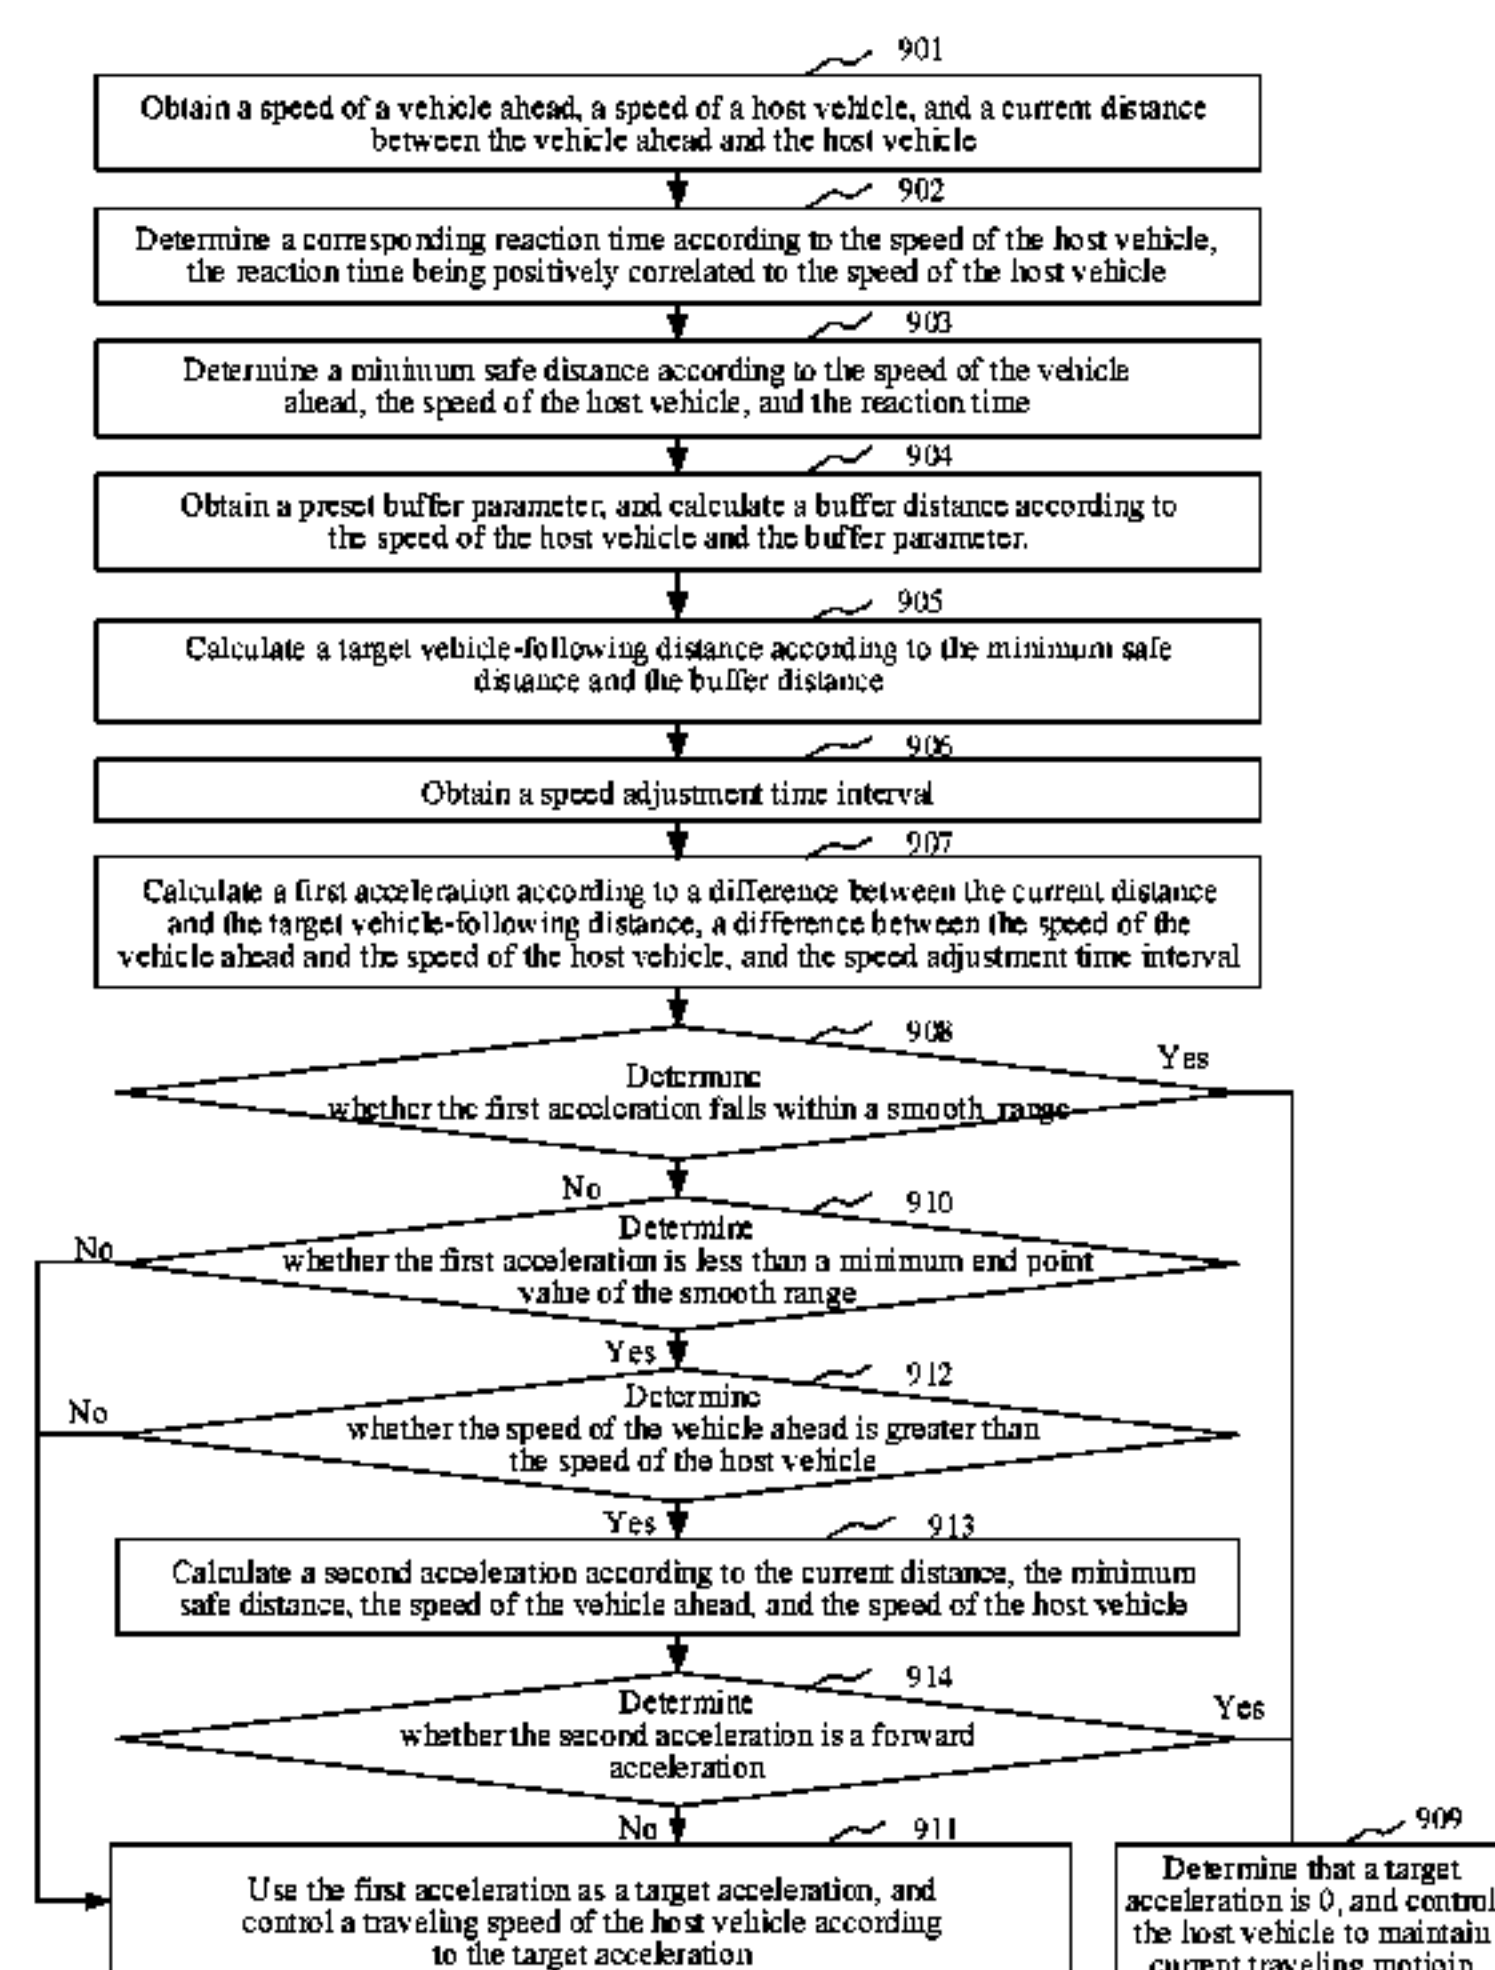 901
Obtain a speed of a vehicle ahead, a speed of a host vehicle, and a current distance
between the vehicle ahead and the host vehicle
902
Determine a corresponding reaction time according to the speed of the host vehicle,
the reaction time being positively correlated to the speed of the host vehicle
903
Determine a minimum safe distance according to the speed of the vehicle
ahead, the speed of the host vehicle, and the reaction time
904
Obtain a preset buffer parameter, and calculate a buffer distance according to
the speed of the host vehicle and the buffer parameter.
905
Calculate a target vehicle-following distance according to the minimum safe
distance and the buffer distance
906
Obtain a speed adjustment time interval
907
Calculate a first acceleration according to a difference between the current distance
and the target vehicle-following distance, a difference between the speed of the
vehicle ahead and the speed of the host vehicle, and the speed adjustment time interval
908
Yes
Determine
whether the first acceleration falls within a smooth range
No
910
Determine
No
whether the first acceleration is less than a minimum end point
value of the smooth range
Yes
912
Determine
No
whether the speed of the vehicle ahead is greater than
the speed of the host vehicle
Yes
913
Calculate a second acceleration according to the current distance, the minimum
safe distance, the speed of the vehicle ahead, and the speed of the host vehicle
914
Determine
Yes
whether the second acceleration is a forward
acceleration
No
911
Use the first acceleration as a target acceleration, and
control a traveling speed of the host vehicle according
to the target acceleration
909
Determine that a target
acceleration is 0, and control
the host vehicle to maintain
current traveling motioin